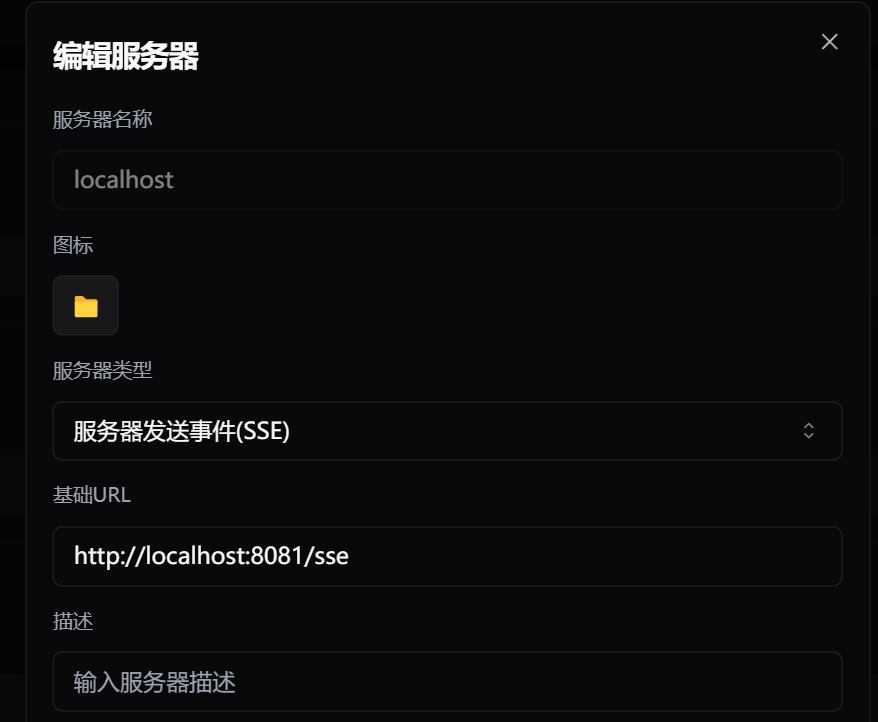 编辑服务器
服务器名称
localhost
图标
服务器类型
服务器发送事件(SSE)
基础URL
http://localhost:8081/sse
描述
输入服务器描述